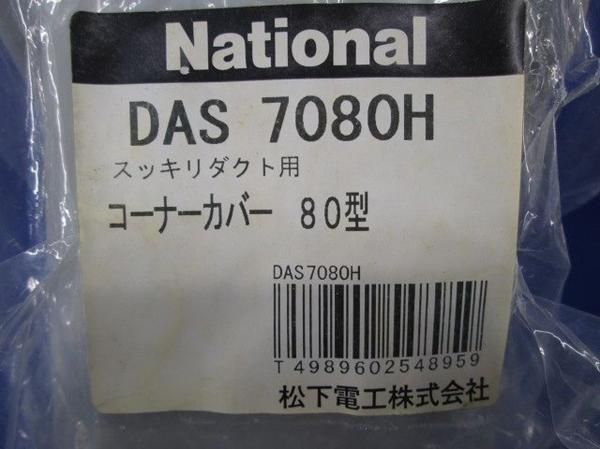 National
DAS 7080H
スッキリダクト用
コーナーカバー 80型
DAS7080H
T 4989602548959
松下電工株式会社